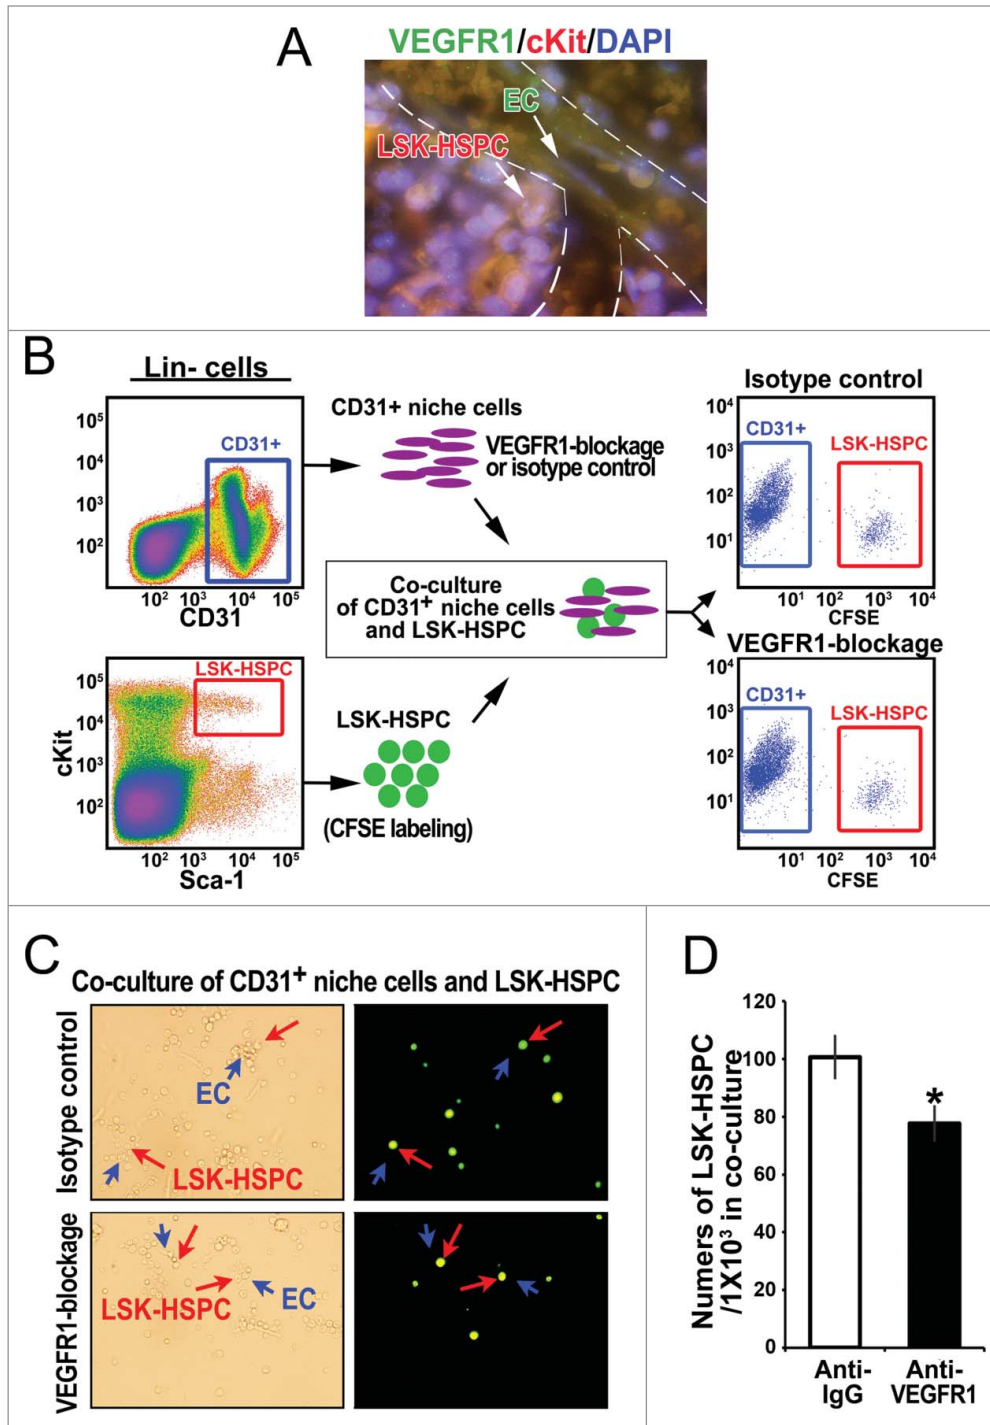 A
VEGFR1/cKit/DAPI
EC
LSK-HSPC
B
Lin- cells
10⁵
10⁴
10³
10²
CD31+
10² 10³ 10⁴ 10⁵
CD31
CD31+ niche cells
VEGFR1-blockage
or isotype control
Co-culture
of CD31⁺ niche cells
and LSK-HSPC
LSK-HSPC
10⁵
10⁴
10³
10²
cKit
10² 10³ 10⁴ 10⁵
Sca-1
LSK-HSPC
(CFSE labeling)
Isotype control
10⁴
10³
10²
10¹
CD31+
LSK-HSPC
10¹ 10² 10³ 10⁴
CFSE
VEGFR1-blockage
10⁴
10³
10²
10¹
CD31+
LSK-HSPC
10¹ 10² 10³ 10⁴
CFSE
C
Co-culture of CD31⁺ niche cells and LSK-HSPC
Isotype control
EC
LSK-HSPC
VEGFR1-blockage
LSK-HSPC
EC
D
Numers of LSK-HSPC
/1X10³ in co-culture
120
100
80
60
40
20
0
*
Anti-
IgG
Anti-
VEGFR1